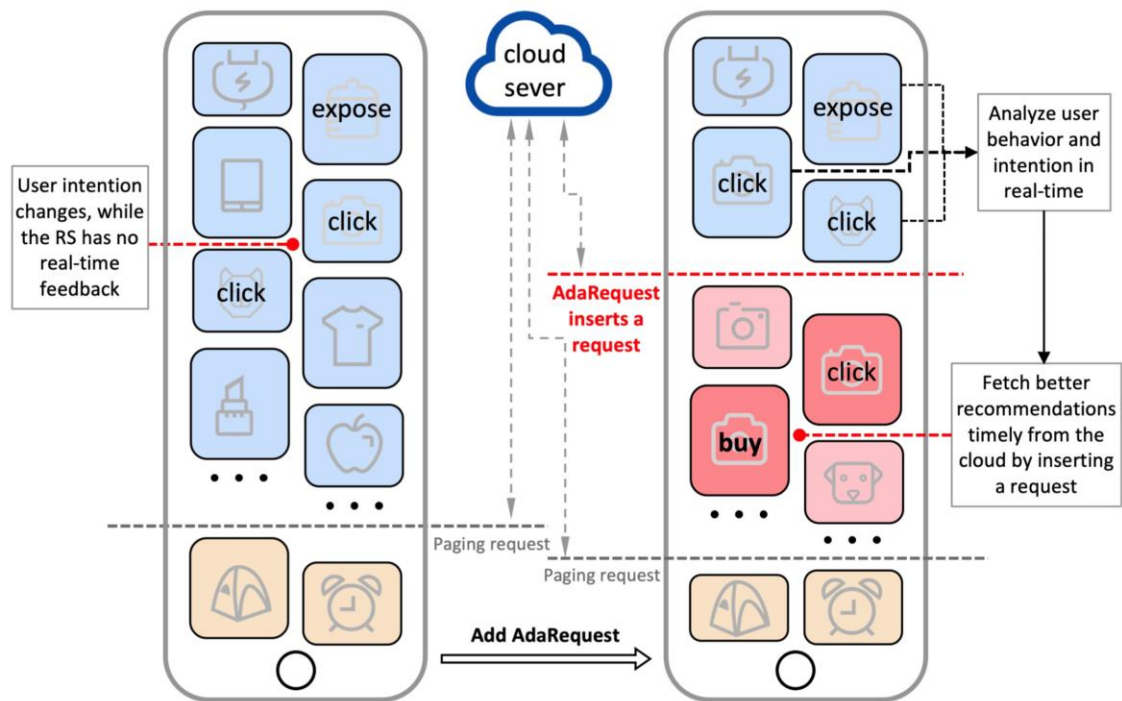 expose
click
click
User intention
changes, while
the RS has no
real-time
feedback
cloud
sever
expose
click
click
Analyze user
behavior and
intention in
real-time
AdaRequest
inserts a
request
click
buy
Fetch better
recommendations
timely from the
cloud by inserting
a request
Paging request
Paging request
Add AdaRequest